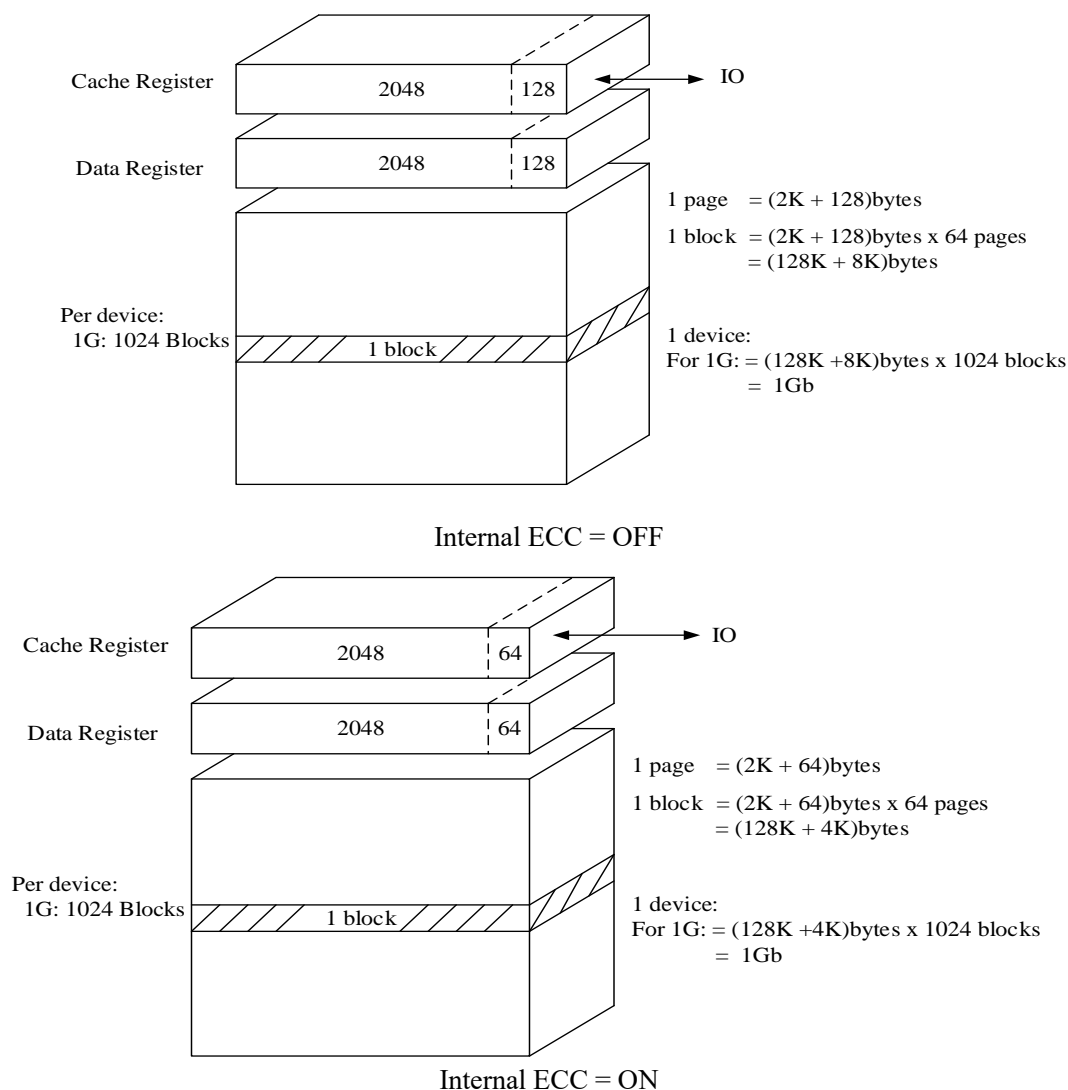 Cache Register
2048
128
IO
Data Register
2048
128
1 page = (2K + 128)bytes
1 block = (2K + 128)bytes x 64 pages
= (128K + 8K)bytes
Per device:
1G: 1024 Blocks
1 block
1 device:
For 1G: = (128K +8K)bytes x 1024 blocks
= 1Gb
Internal ECC = OFF
Cache Register
2048
64
IO
Data Register
2048
64
1 page = (2K + 64)bytes
1 block = (2K + 64)bytes x 64 pages
= (128K + 4K)bytes
Per device:
1G: 1024 Blocks
1 block
1 device:
For 1G: = (128K +4K)bytes x 1024 blocks
= 1Gb
Internal ECC = ON